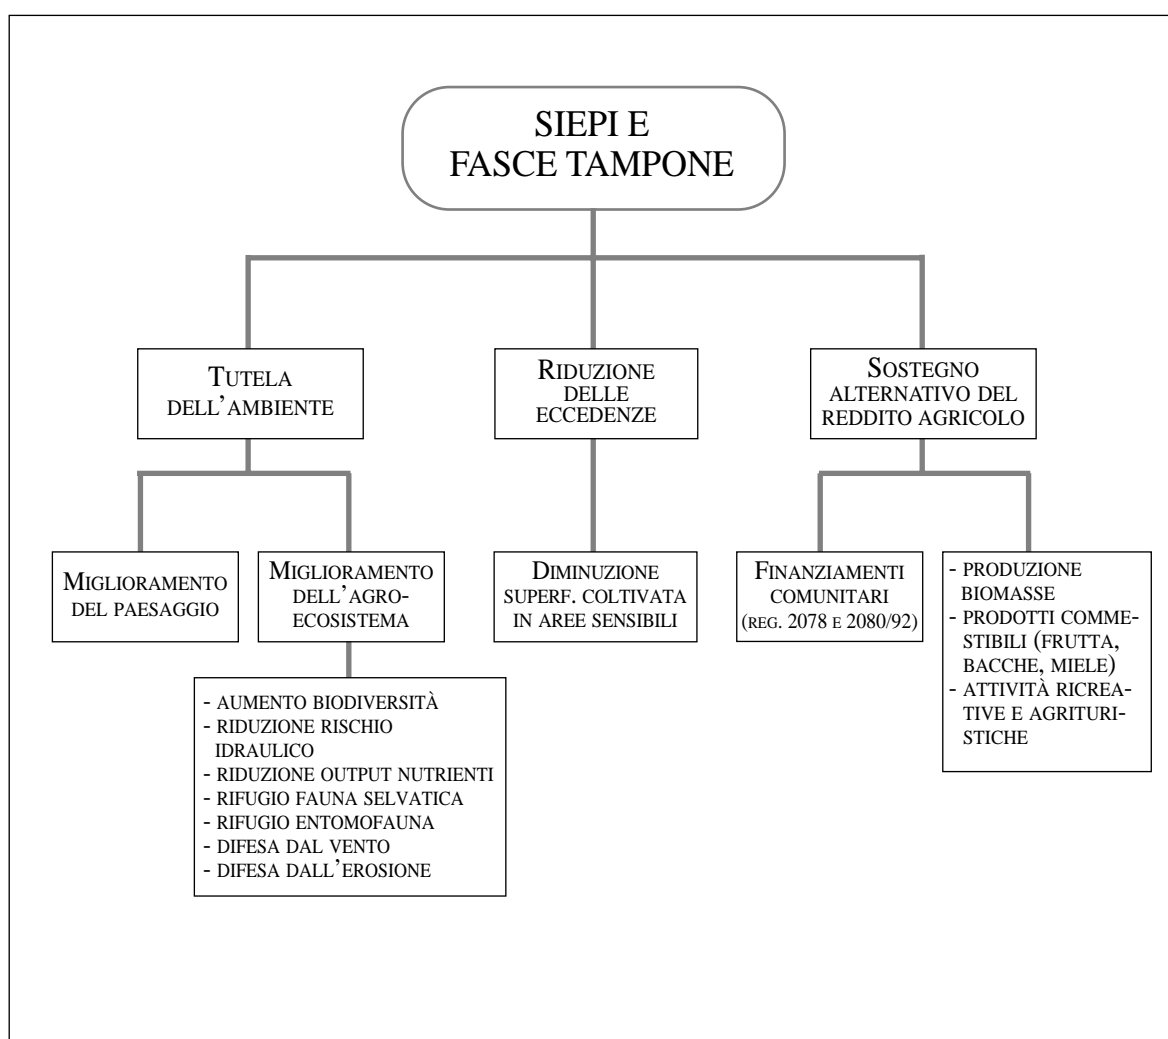 SIEPI E
FASCE TAMPONE
TUTELA
DELL'AMBIENTE
RIDUZIONE
DELLE
ECCEDENZE
SOSTEGNO
ALTERNATIVO DEL
REDDITO AGRICOLO
MIGLIORAMENTO
DEL PAESAGGIO
MIGLIORAMENTO
DELL'AGRO-
ECOSISTEMA
DIMINUZIONE
SUPERF. COLTIVATA
IN AREE SENSIBILI
FINANZIAMENTI
COMUNITARI
(REG. 2078 E 2080/92)
- PRODUZIONE
BIOMASSE
- PRODOTTI COMME-
STIBILI (FRUTTA,
BACCHE, MIELE)
- ATTIVITÀ RICREA-
TIVE E AGRITURI-
STICHE
- AUMENTO BIODIVERSITÀ
- RIDUZIONE RISCHIO
IDRAULICO
- RIDUZIONE OUTPUT NUTRIENTI
- RIFUGIO FAUNA SELVATICA
- RIFUGIO ENTOMOFAUNA
- DIFESA DAL VENTO
- DIFESA DALL'EROSIONE